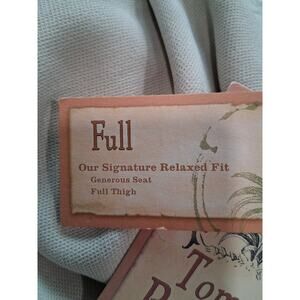 Full
Our Signature Relaxed Fit
Generous Seat
Full Thigh